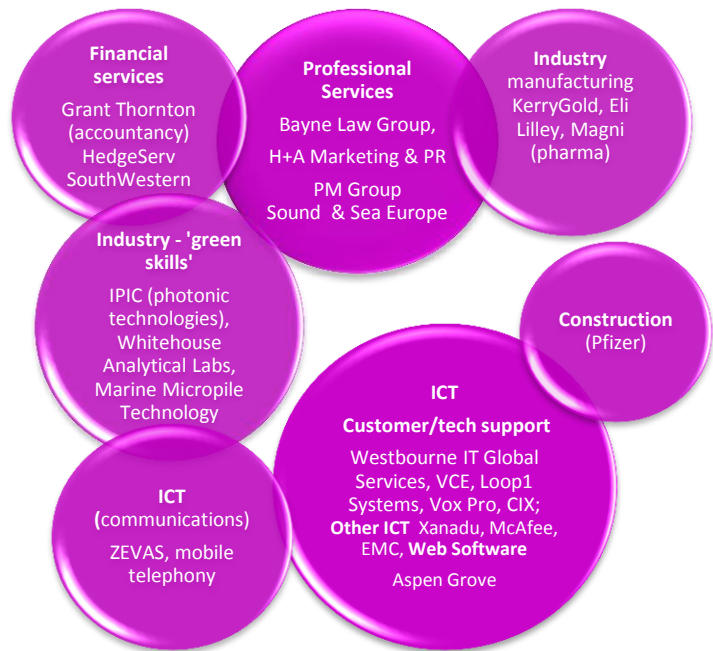 Financial
services
Grant Thornton
(accountancy)
HedgeServ
SouthWestern
Professional
Services
Bayne Law Group,
H+A Marketing & PR
PM Group
Sound & Sea Europe
Industry
manufacturing
KerryGold, Eli
Lilley, Magni
(pharma)
Industry - 'green
skills'
IPIC (photonic
technologies),
Whitehouse
Analytical Labs,
Marine Micropile
Technology
Construction
(Pfizer)
ICT
Customer/tech support
Westbourne IT Global
Services, VCE, Loop1
Systems, Vox Pro, CIX;
Other ICT Xanadu, McAfee,
EMC, Web Software
Aspen Grove
ICT
(communications)
ZEVAS, mobile
telephony